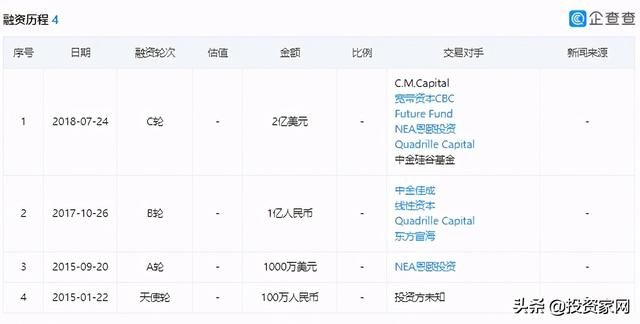 融资历程 4
企查查
序号 日期 融资轮次 估值 金额 比例 交易对手 新闻来源
1 2018-07-24 C轮 - 2亿美元 - C.M.Capital -
宽带资本CBC
Future Fund
NEA恩颐投资
Quadrille Capital
中金硅谷基金
2 2017-10-26 B轮 - 1亿人民币 - 中金佳成 -
线性资本
Quadrille Capital
东方富海
3 2015-09-20 A轮 - 1000万美元 - NEA恩颐投资 -
4 2015-01-22 天使轮 - 100万人民币 - 投资方未知 -
头条 @投资家网